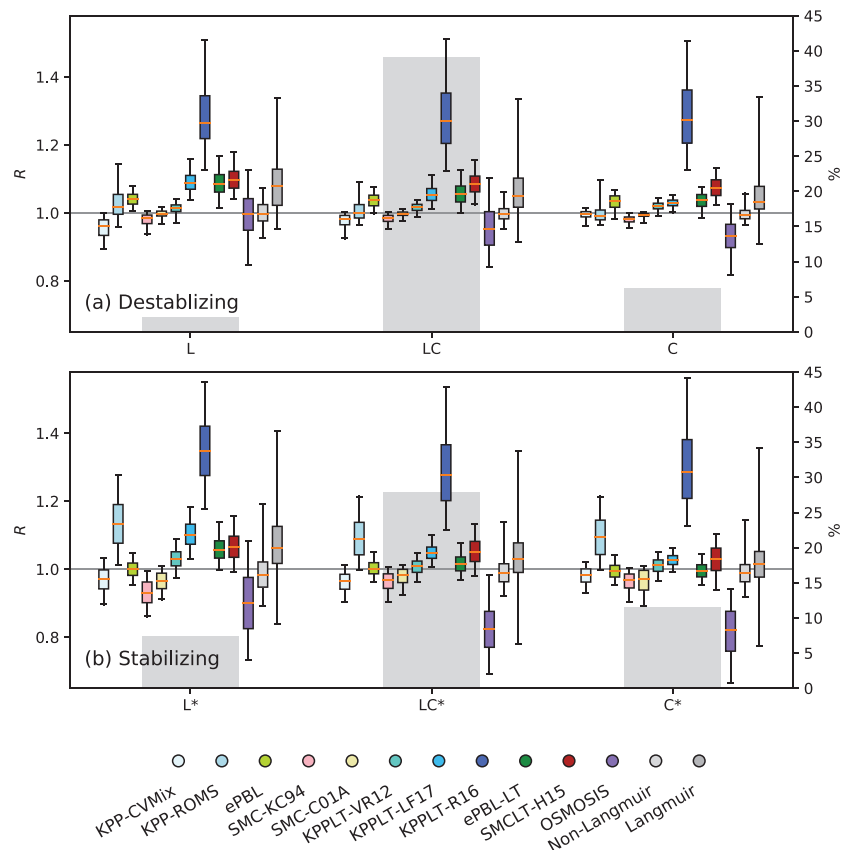 45
40
1.4
35
30
1.2
25
R
%
20
1.0
15
10
0.8
5
(a) Destablizing
0
L LC C
45
40
1.4
35
30
1.2
25
R
%
20
1.0
15
10
0.8
5
(b) Stabilizing
0
L* LC* C*
KPP-CVMix
KPP-ROMS
ePBL
SMC-KC94
SMC-C01A
KPPLT-VR12
KPPLT-LF17
KPPLT-R16
ePBL-LT
SMCLT-H15
OSMOSIS
Non-Langmuir
Langmuir